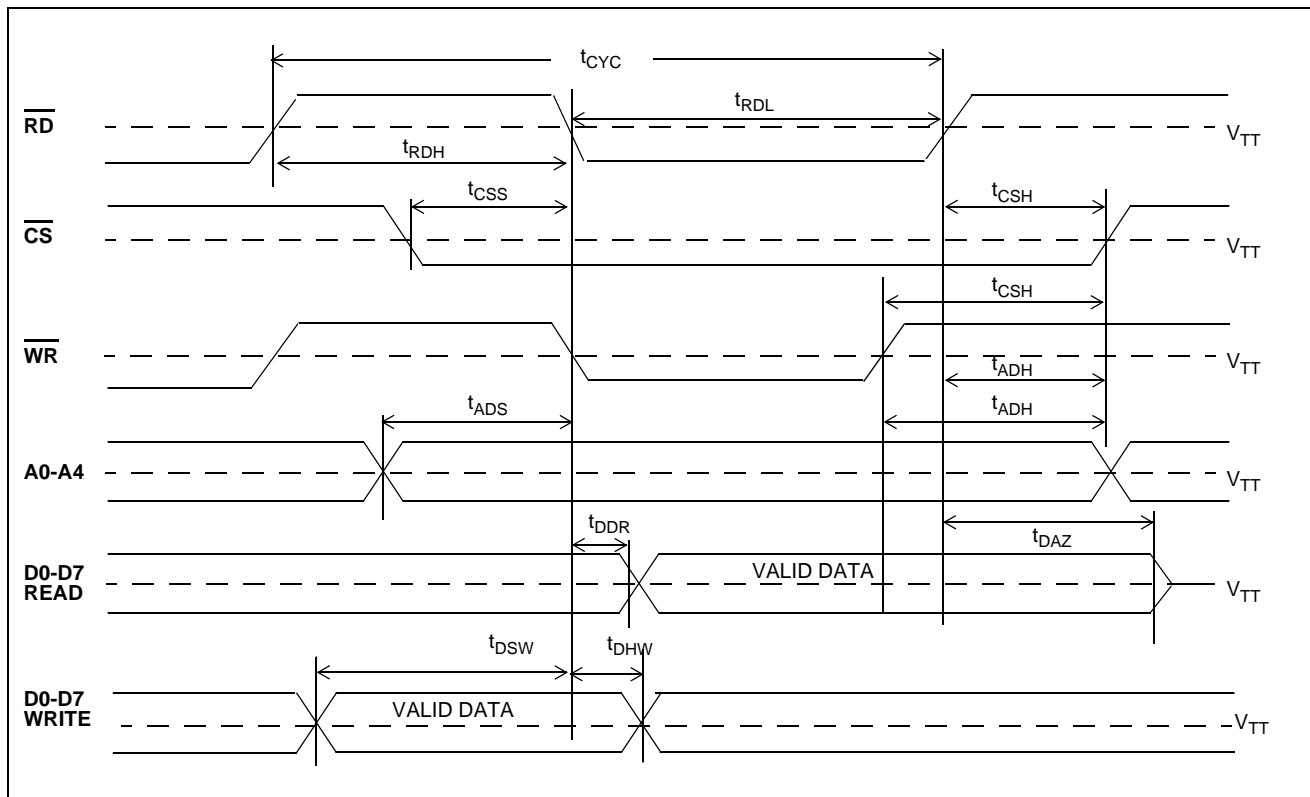 tCYC
RD
tRDL
VTT
tRDH
tCSS
tCSH
CS
VTT
tCSH
WR
VTT
tADH
tADS
tADH
A0-A4
VTT
tDDR
tDAZ
D0-D7
READ
VALID DATA
VTT
tDSW
tDHW
D0-D7
WRITE
VALID DATA
VTT